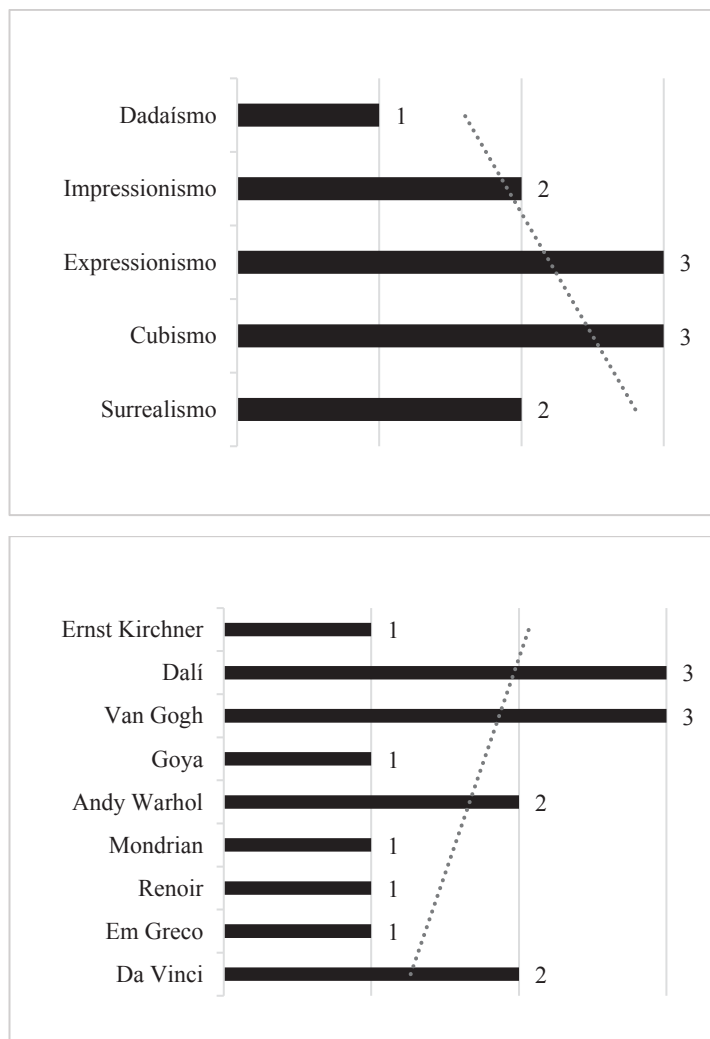 Dadaísmo 1
Impressionismo 2
Expressionismo 3
Cubismo 3
Surrealismo 2
Ernst Kirchner 1
Dalí 3
Van Gogh 3
Goya 1
Andy Warhol 2
Mondrian 1
Renoir 1
Em Greco 1
Da Vinci 2